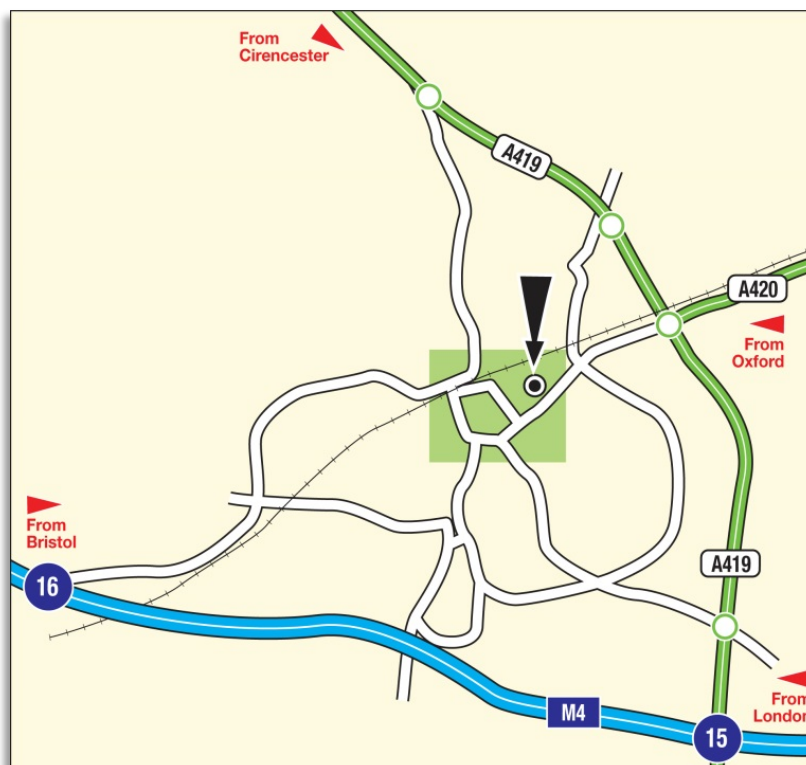 From
Cirencester
A419
A420
From
Oxford
From
Bristol
16
A419
From
London
M4
15